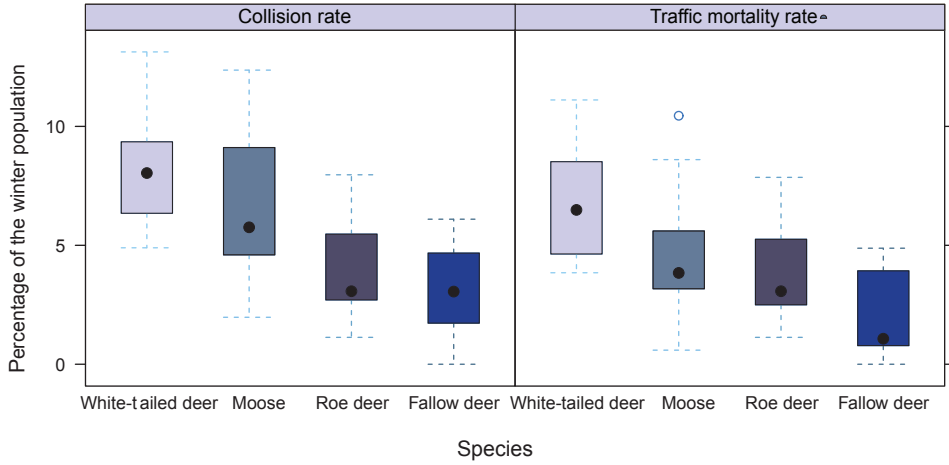 Collision rate
Traffic mortality rate
Percentage of the winter population
10
5
0
White-tailed deer Moose Roe deer Fallow deer White-tailed deer Moose Roe deer Fallow deer
Species